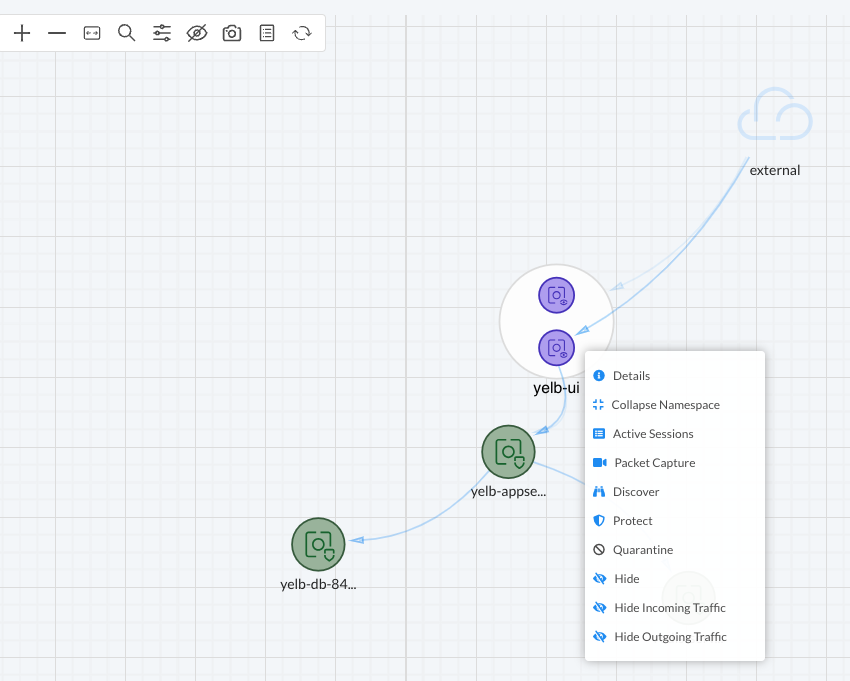 external
yelb-ui
Details
Collapse Namespace
Active Sessions
Packet Capture
yelb-appse...
Discover
Protect
Quarantine
yelb-db-84...
Hide
Hide Incoming Traffic
Hide Outgoing Traffic